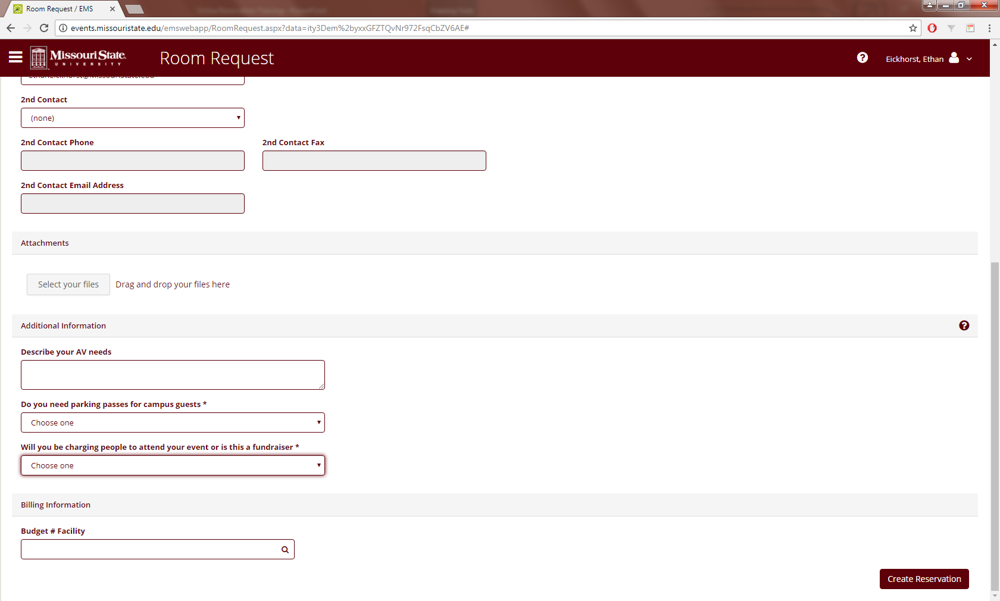 Room Request / EMS
events.missouristate.edu/emswebapp/RoomRequest.aspx?data=ity3Dem%2byxxGFZTQvNr972FsqCbZV6AE#
Missouri State
UNIVERSITY
Room Request
Eickhorst, Ethan
2nd Contact
(none)
2nd Contact Phone
2nd Contact Fax
2nd Contact Email Address
Attachments
Select your files
Drag and drop your files here
Additional Information
Describe your AV needs
Do you need parking passes for campus guests *
Choose one
Will you be charging people to attend your event or is this a fundraiser *
Choose one
Billing Information
Budget # Facility
Create Reservation